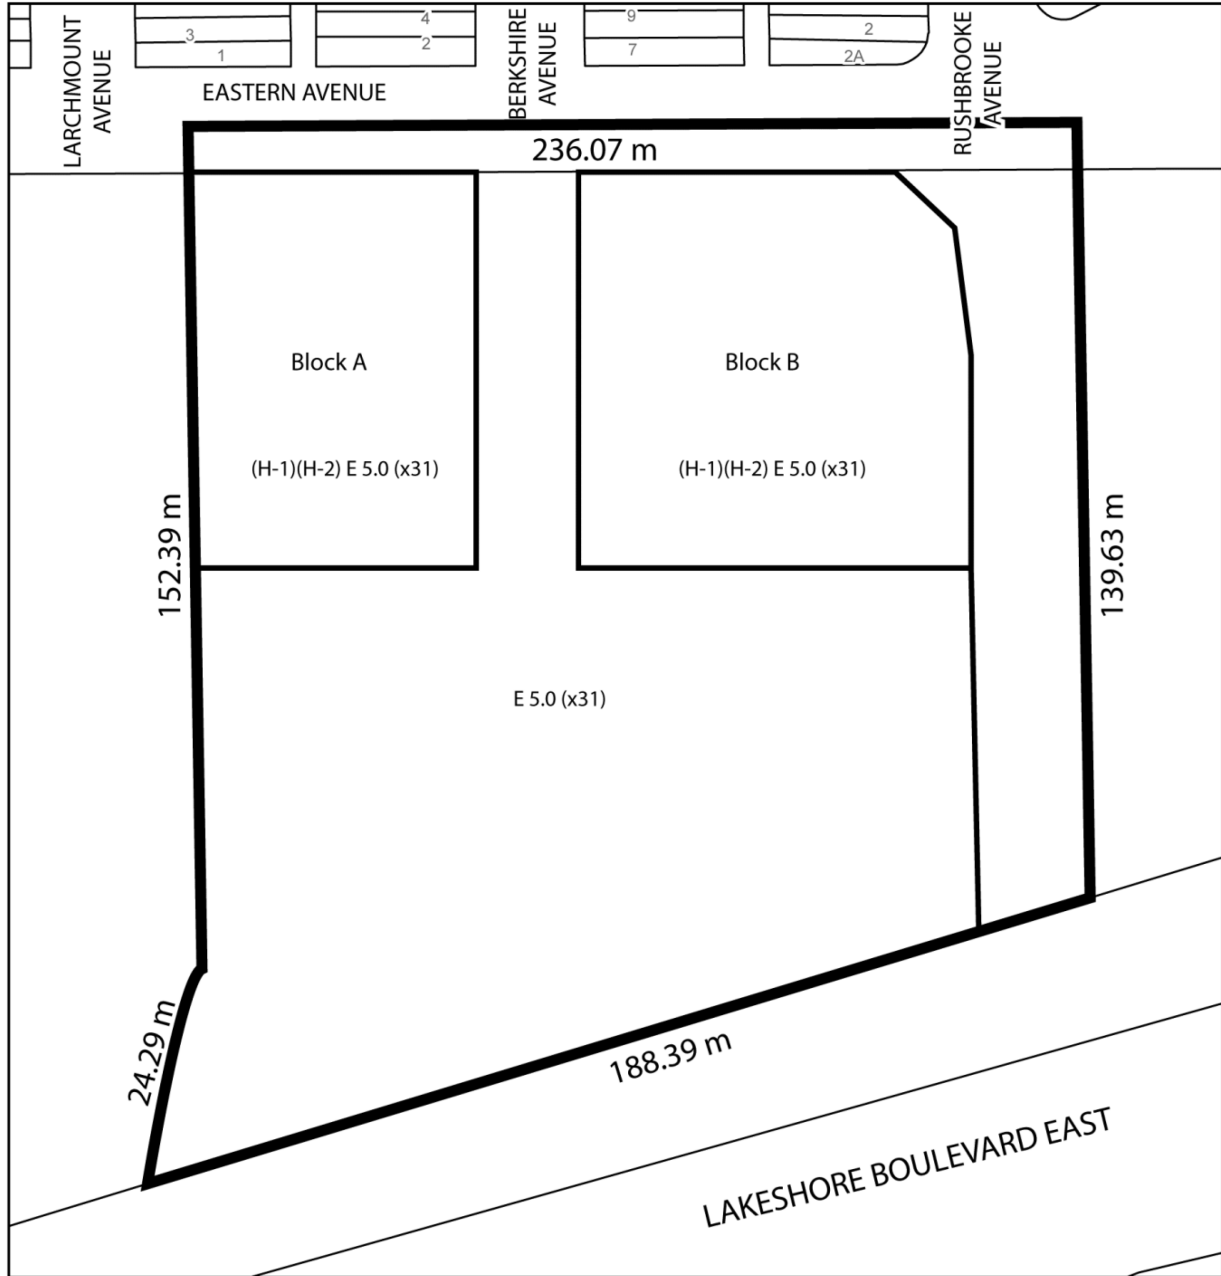 LARCHMOUNT
AVENUE
3
1
4
2
BERKSHIRE
AVENUE
9
7
2
2A
RUSHBROOKE
AVENUE
EASTERN AVENUE
236.07 m
Block A
Block B
(H-1)(H-2) E 5.0 (x31)
(H-1)(H-2) E 5.0 (x31)
152.39 m
139.63 m
E 5.0 (x31)
24.29 m
188.39 m
LAKESHORE BOULEVARD EAST